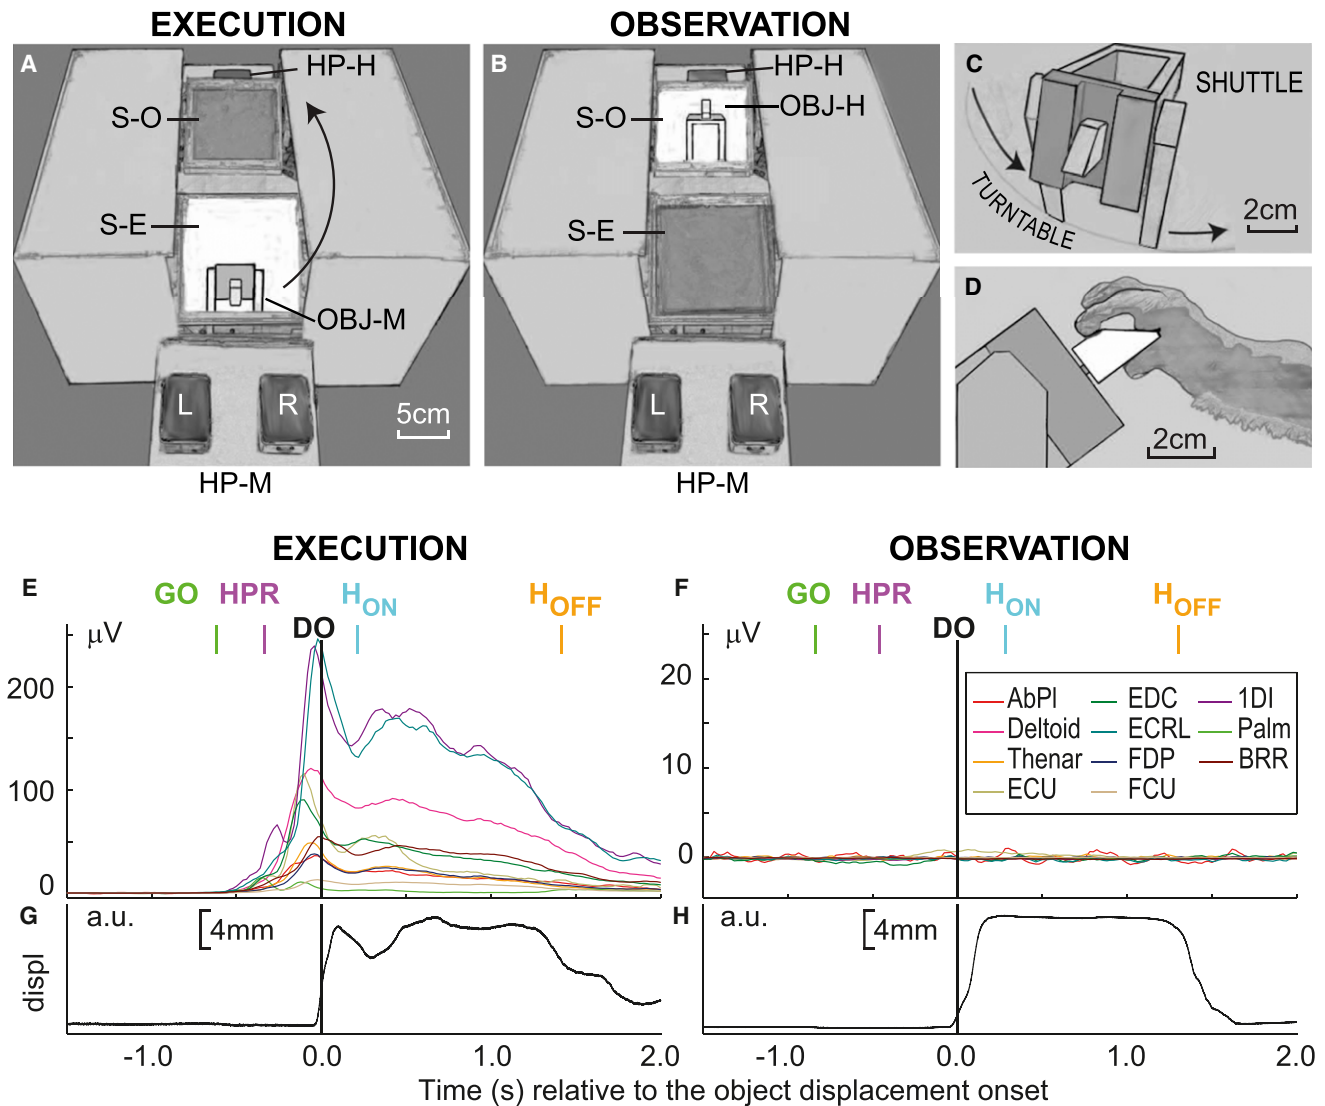 EXECUTION
OBSERVATION
A
HP-H
S-O
S-E
OBJ-M
L
R
5cm
HP-M
B
HP-H
OBJ-H
S-O
S-E
L
R
HP-M
C
SHUTTLE
TURNTABLE
2cm
D
2cm
EXECUTION
OBSERVATION
E
GO
HPR
HON
HOFF
DO
μV
200
100
0
F
GO
HPR
HON
HOFF
DO
μV
20
10
0
AbPl
EDC
1DI
Deltoid
ECRL
Palm
Thenar
FDP
BRR
ECU
FCU
G
a.u.
4mm
displ
H
a.u.
4mm
-1.0
0.0
1.0
2.0
-1.0
0.0
1.0
2.0
Time (s) relative to the object displacement onset